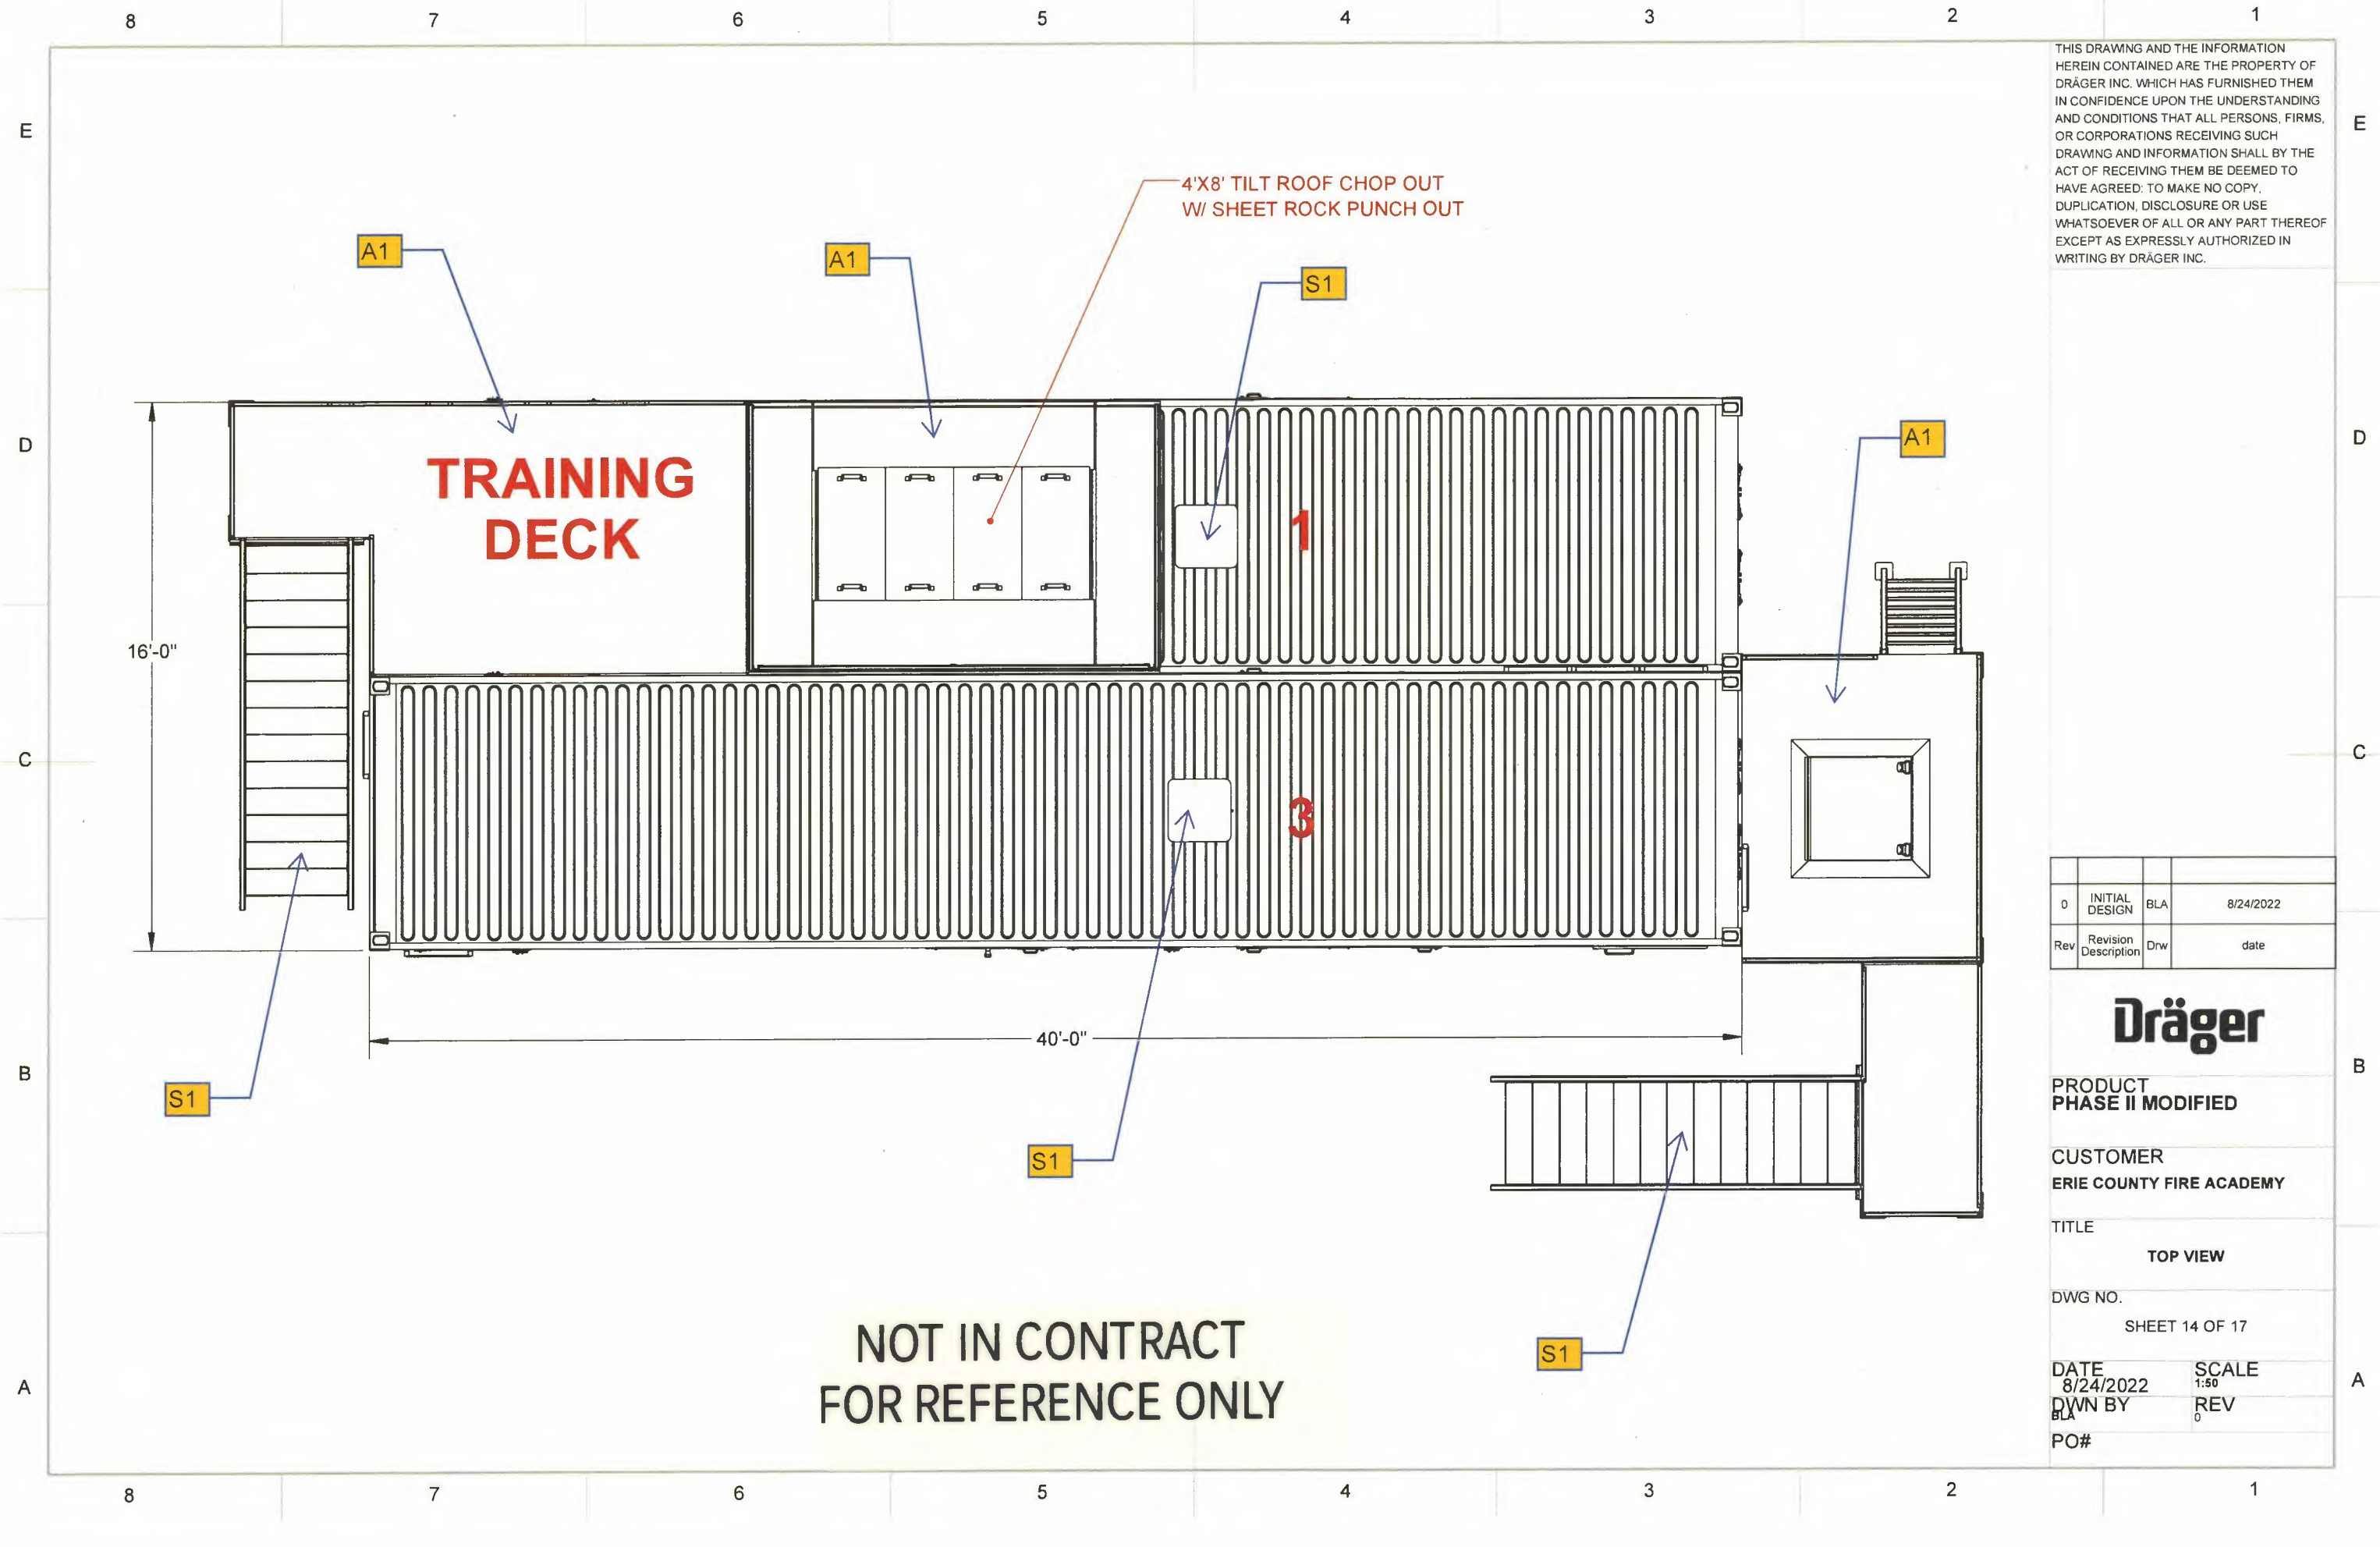 8 7 6 5 4 3 2 1
THIS DRAWING AND THE INFORMATION
HEREIN CONTAINED ARE THE PROPERTY OF
DRÄGER INC. WHICH HAS FURNISHED THEM
IN CONFIDENCE UPON THE UNDERSTANDING
AND CONDITIONS THAT ALL PERSONS, FIRMS,
OR CORPORATIONS RECEIVING SUCH
DRAWING AND INFORMATION SHALL BY THE
ACT OF RECEIVING THEM BE DEEMED TO
HAVE AGREED: TO MAKE NO COPY,
DUPLICATION, DISCLOSURE OR USE
WHATSOEVER OF ALL OR ANY PART THEREOF
EXCEPT AS EXPRESSLY AUTHORIZED IN
WRITING BY DRÄGER INC.
E E
4'X8' TILT ROOF CHOP OUT
W/ SHEET ROCK PUNCH OUT
A1
A1
S1
D D
A1
TRAINING
DECK
1
16'-0"
C C
3
0 INITIAL DESIGN BLA 8/24/2022
Rev Revision Description Drw date
Dräger
40'-0"
B B
S1
S1
S1
PRODUCT
PHASE II MODIFIED
CUSTOMER
ERIE COUNTY FIRE ACADEMY
TITLE
TOP VIEW
DWG NO.
SHEET 14 OF 17
NOT IN CONTRACT
FOR REFERENCE ONLY
A A
DATE SCALE
8/24/2022 1:50
DWN BY REV
BLA 0
PO#
8 7 6 5 4 3 2 1